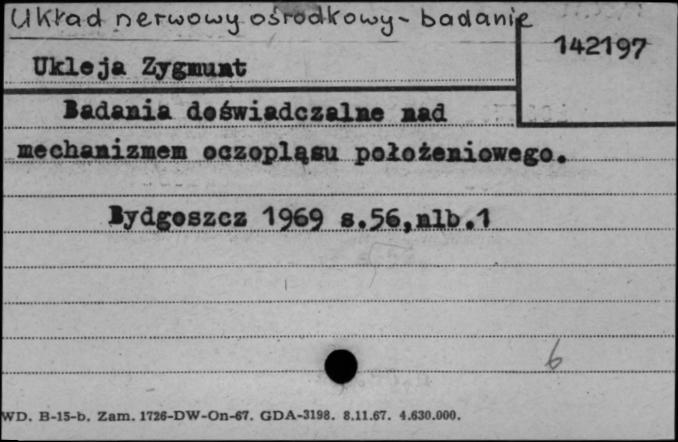 Układ nerwowy ośrodkowy - badanie
142197
Ukleja Zygmunt
Badania doświadczalne nad
mechanizmem oczopląsu położeniowego.
Bydgoszcz 1969 s.56,nlb.1
6
WD. B-15-b. Zam. 1726-DW-On-67. GDA-3198. 8.11.67. 4.630.000.